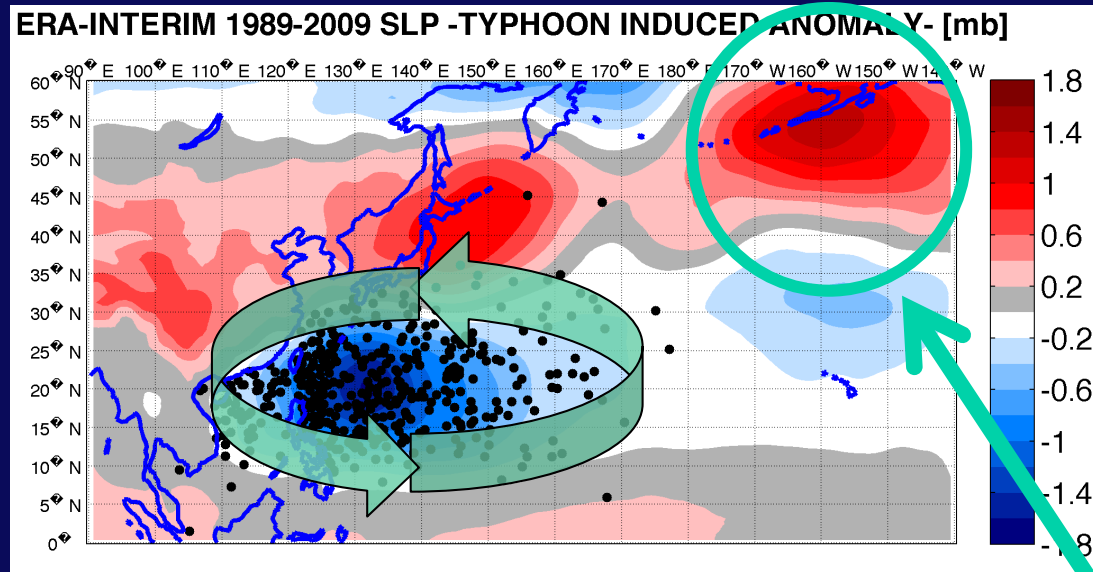 ERA-INTERIM 1989-2009 SLP -TYPHOON INDUCED ANOMALY- [mb]
90� E 100� E 110� E 120� E 130� E 140� E 150� E 160� E 170� E 180� E 170� W 160� W 150� W 14 W
60� N
55� N
50� N
45� N
40� N
35� N
30� N
25� N
20� N
15� N
10� N
5� N
0�
1.8
1.4
1
0.6
0.2
-0.2
-0.6
-1
-1.4